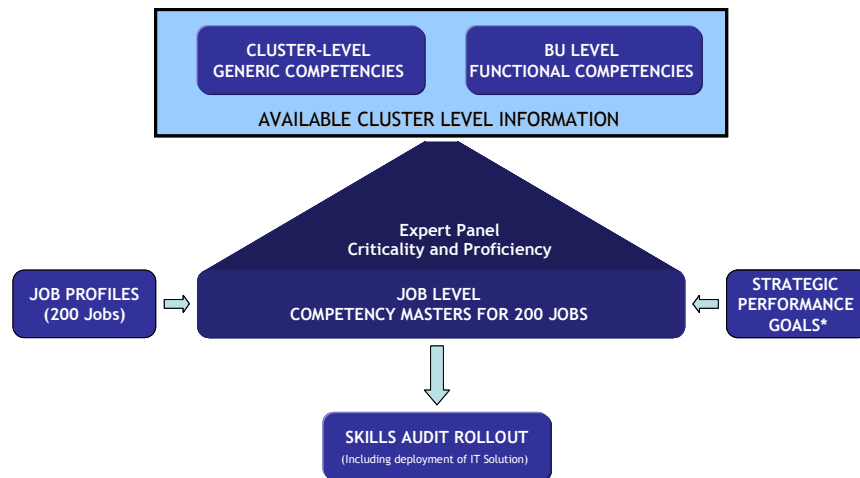 CLUSTER-LEVEL
GENERIC COMPETENCIES
BU LEVEL
FUNCTIONAL COMPETENCIES
AVAILABLE CLUSTER LEVEL INFORMATION
Expert Panel
Criticality and Proficiency
JOB PROFILES
(200 Jobs)
JOB LEVEL
COMPETENCY MASTERS FOR 200 JOBS
STRATEGIC
PERFORMANCE
GOALS*
SKILLS AUDIT ROLLOUT
(Including deployment of IT Solution)